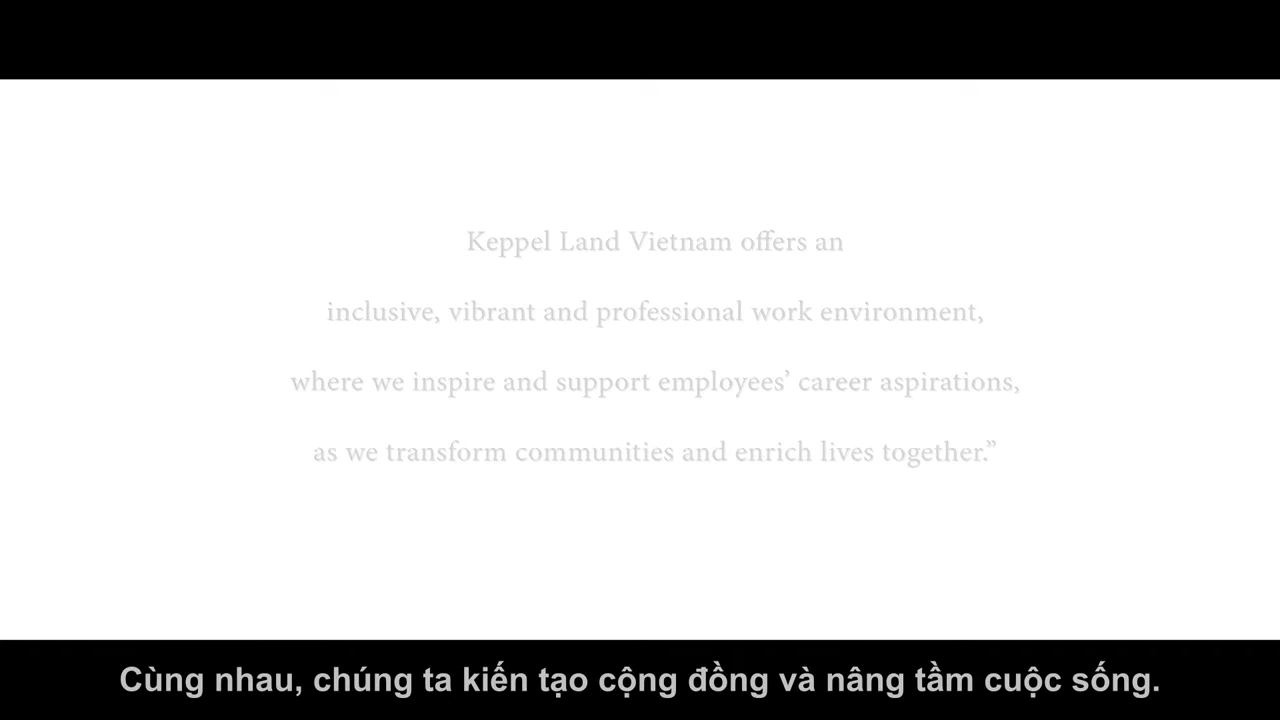 Keppel Land Vietnam offers an
inclusive, vibrant and professional work environment,
where we inspire and support employees’ career aspirations,
as we transform communities and enrich lives together.”
Cùng nhau, chúng ta kiến tạo cộng đồng và nâng tầm cuộc sống.